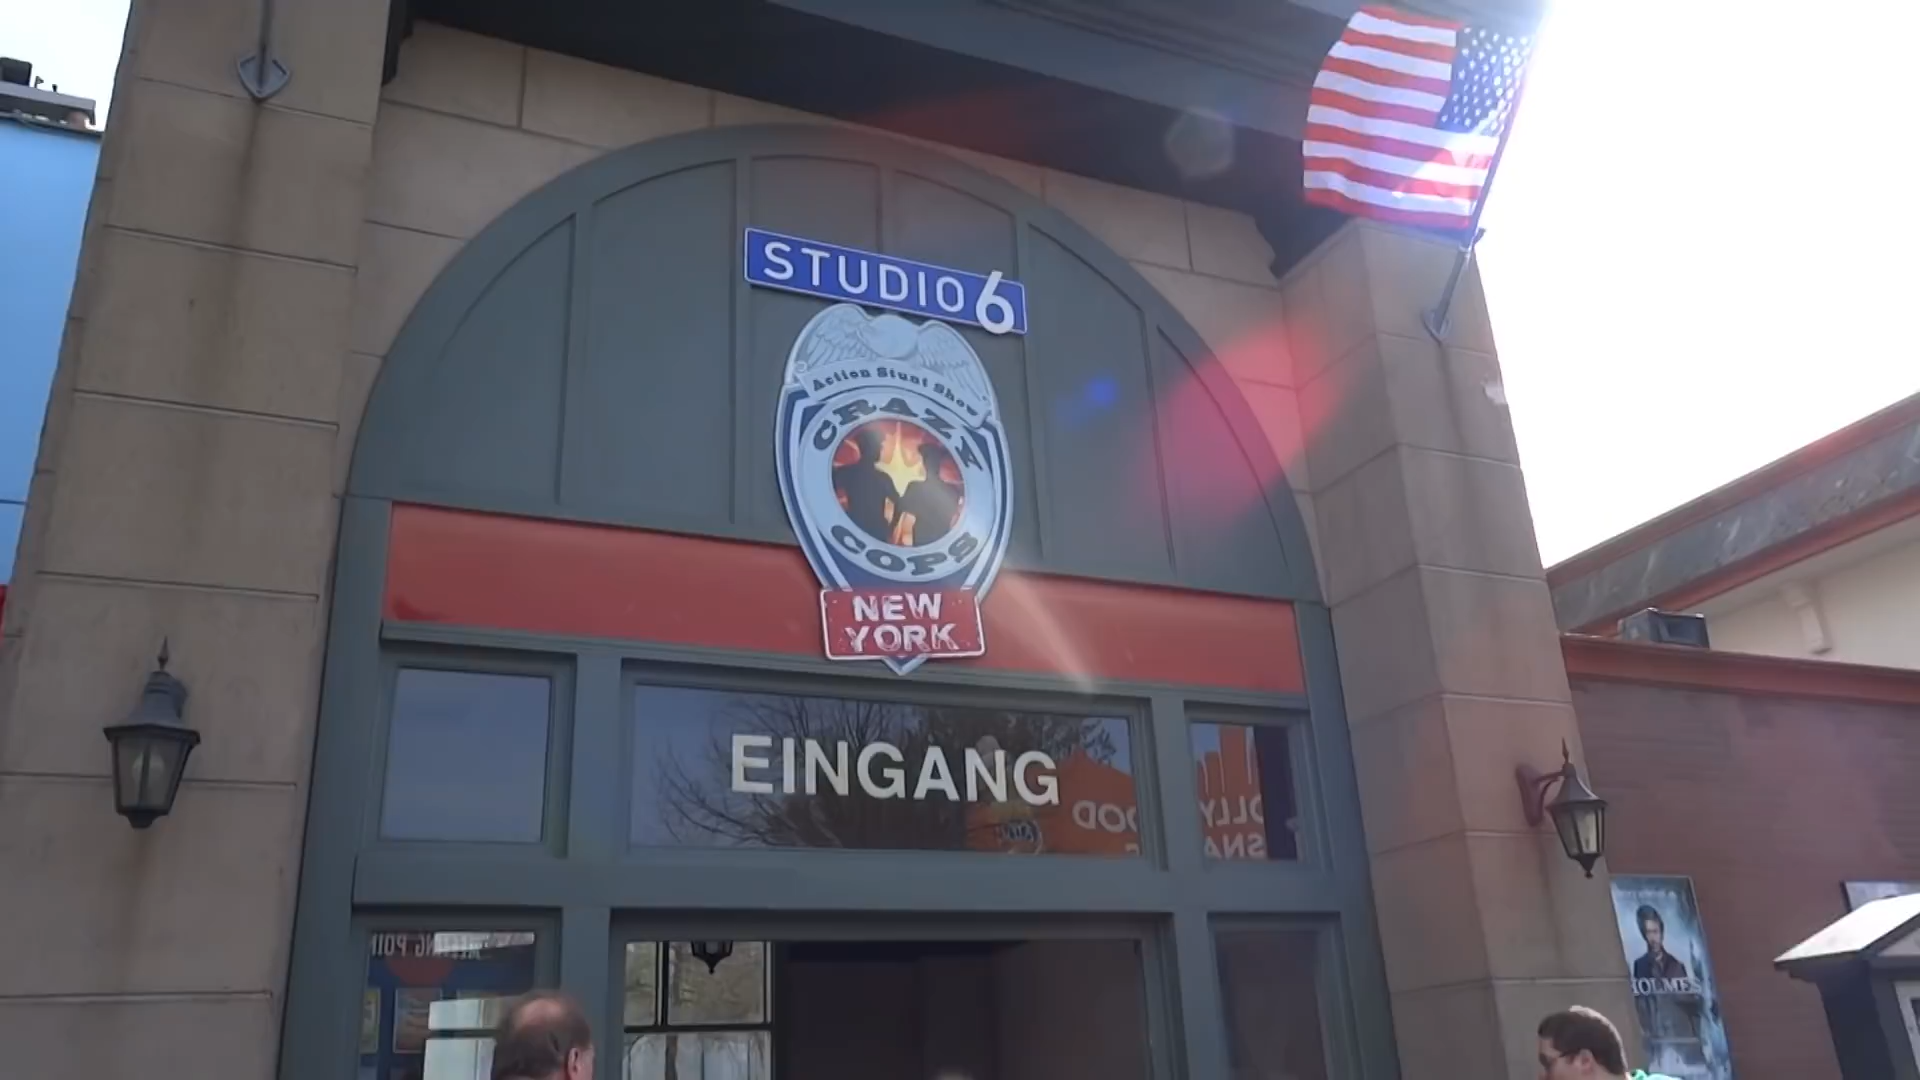 STUDIO 6
Action Stunt Show
CRAZY
COPS
NEW
YORK
EINGANG
HOLMES